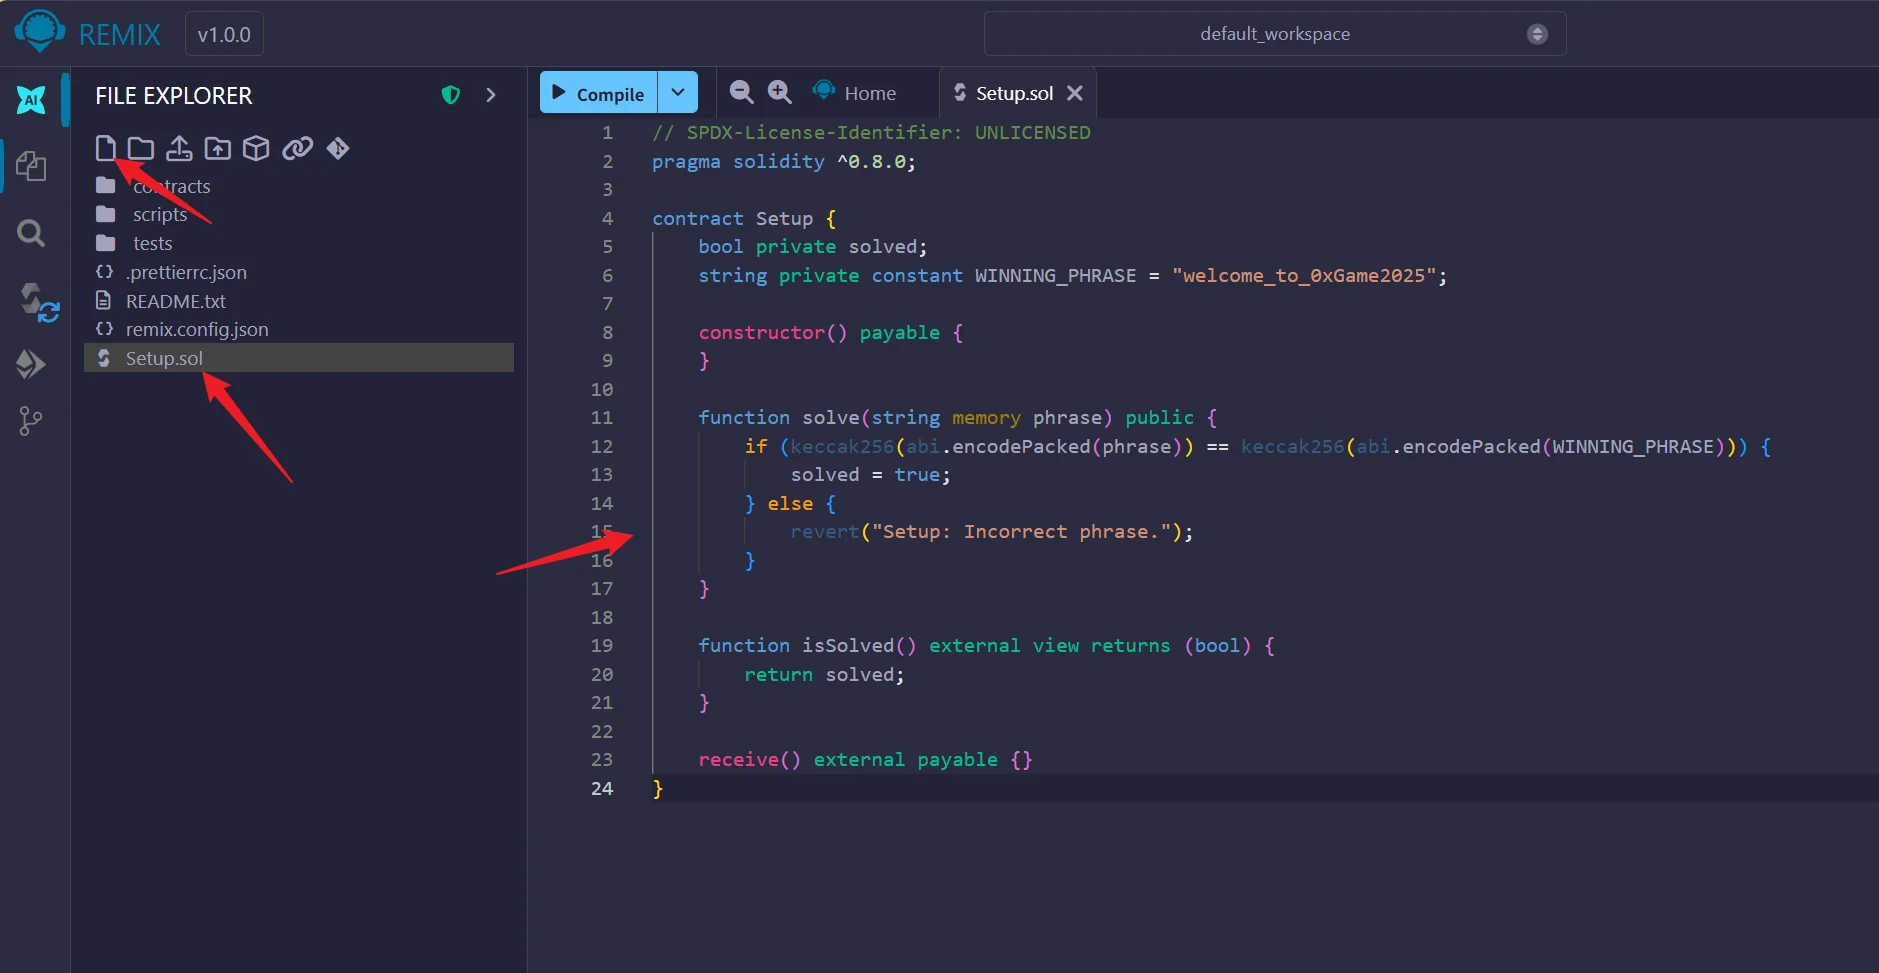 REMIX v1.0.0
default_workspace
AI
FILE EXPLORER
contracts
scripts
tests
{} .prettierrc.json
README.txt
{} remix.config.json
Setup.sol
Compile
Home
Setup.sol
1 // SPDX-License-Identifier: UNLICENSED
2 pragma solidity ^0.8.0;
3
4 contract Setup {
5 bool private solved;
6 string private constant WINNING_PHRASE = "welcome_to_0xGame2025";
7
8 constructor() payable {
9 }
10
11 function solve(string memory phrase) public {
12 if (keccak256(abi.encodePacked(phrase)) == keccak256(abi.encodePacked(WINNING_PHRASE))) {
13 solved = true;
14 } else {
15 revert("Setup: Incorrect phrase.");
16 }
17 }
18
19 function isSolved() external view returns (bool) {
20 return solved;
21 }
22
23 receive() external payable {}
24 }